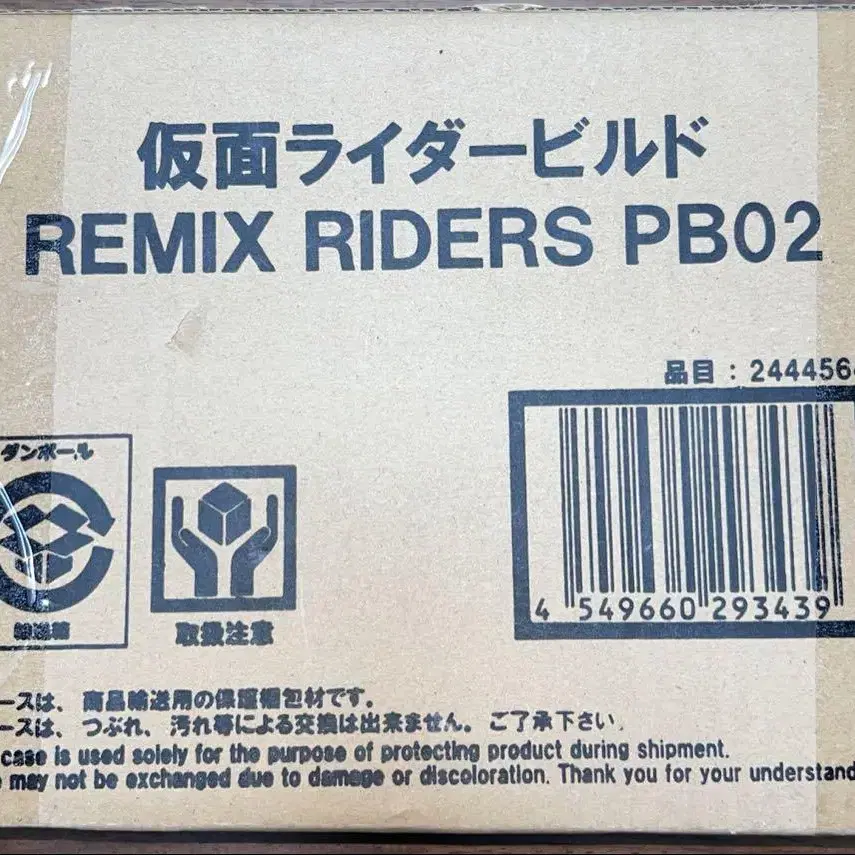 仮面ライダービルド
REMIX RIDERS PB02
品目：244456
ダンボール
取扱注意
4 549660 293439
ースは、商品輸送用の保護梱包材です。
ースは、つぶれ、汚れ等による交換は出来ません。ご了承下さい。
case is used solely for the purpose of protecting product during shipment.
may not be exchanged due to damage or discoloration. Thank you for your understand